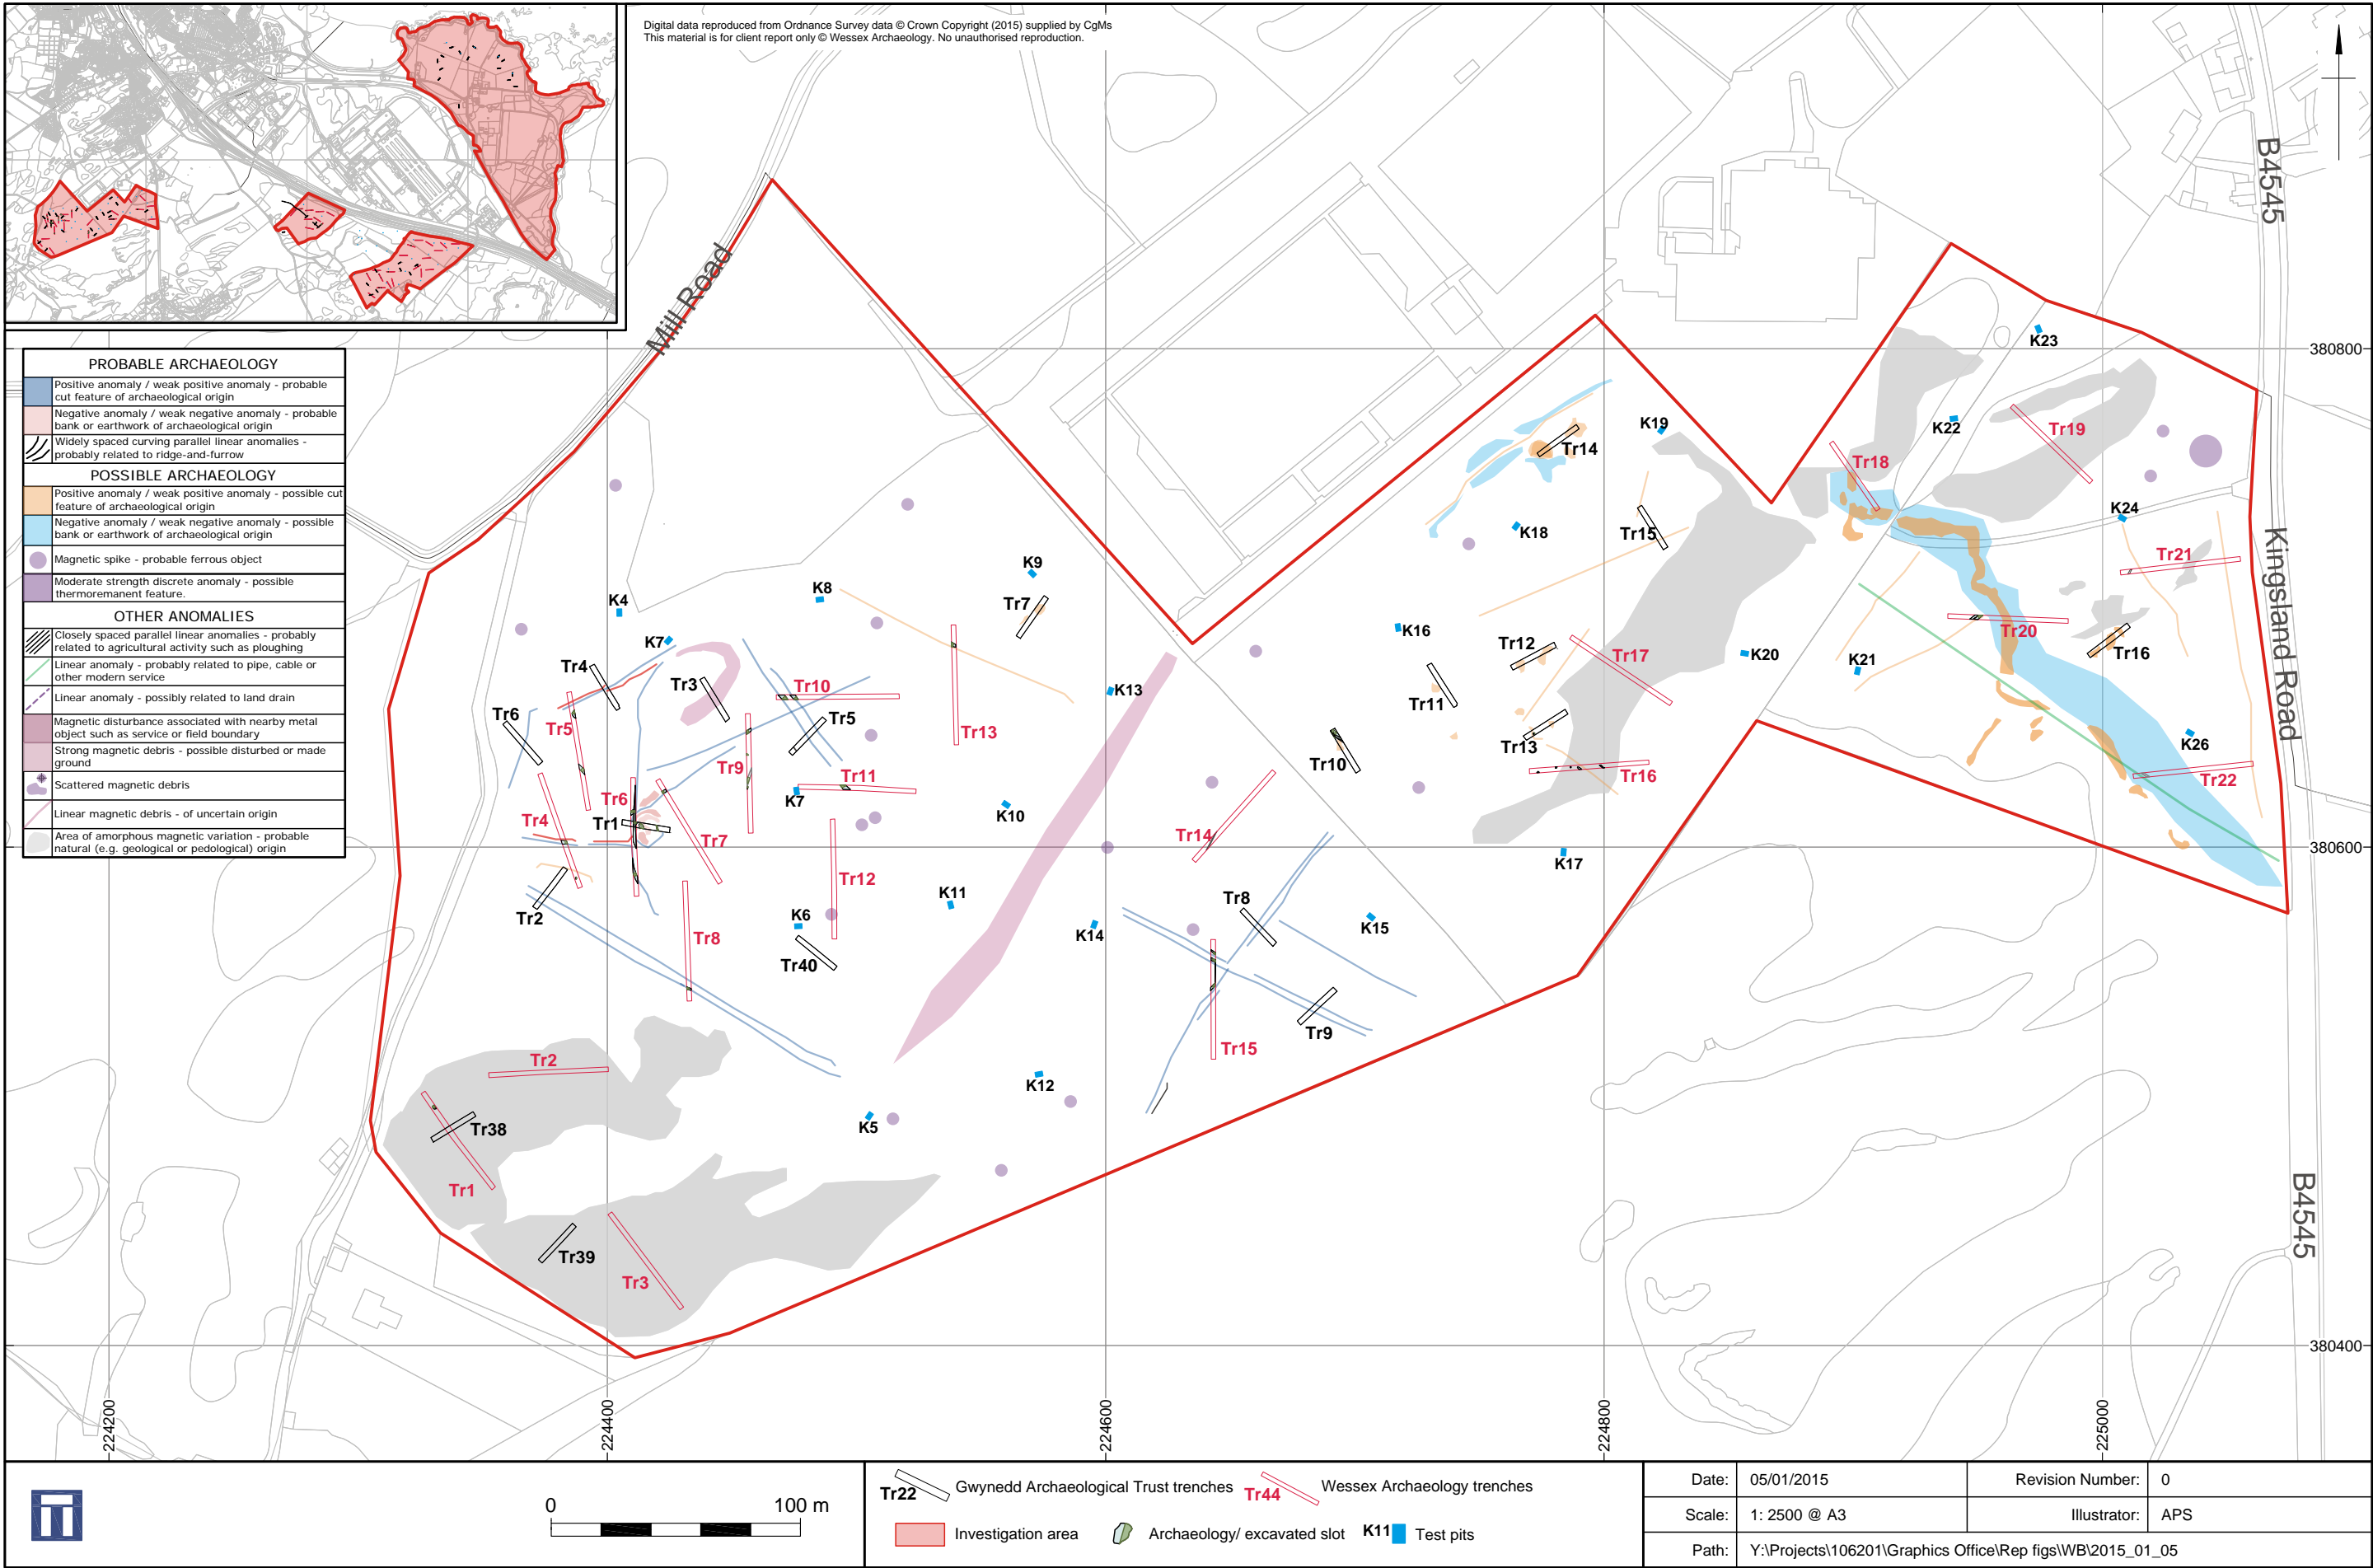 Digital data reproduced from Ordnance Survey data © Crown Copyright (2015) supplied by CgMs
This material is for client report only © Wessex Archaeology. No unauthorised reproduction.
PROBABLE ARCHAEOLOGY
Positive anomaly / weak positive anomaly - probable
cut feature of archaeological origin
Negative anomaly / weak negative anomaly - probable
bank or earthwork of archaeological origin
Widely spaced curving parallel linear anomalies -
probably related to ridge-and-furrow
POSSIBLE ARCHAEOLOGY
Positive anomaly / weak positive anomaly - possible cut
feature of archaeological origin
Negative anomaly / weak negative anomaly - possible
bank or earthwork of archaeological origin
Magnetic spike - probable ferrous object
Moderate strength discrete anomaly - possible
thermoremanent feature.
OTHER ANOMALIES
Closely spaced parallel linear anomalies - probably
related to agricultural activity such as ploughing
Linear anomaly - probably related to pipe, cable or
other modern service
Linear anomaly - possibly related to land drain
Magnetic disturbance associated with nearby metal
object such as service or field boundary
Strong magnetic debris - possible disturbed or made
ground
Scattered magnetic debris
Linear magnetic debris - of uncertain origin
Area of amorphous magnetic variation - probable
natural (e.g. geological or pedological) origin
Mill Road
B4545
Kingsland Road
B4545
380800
380600
380400
224200
224400
224600
224800
225000
K23
K19
K22
Tr19
Tr14
Tr18
K24
K18
Tr15
Tr21
K9
K8
K4
Tr7
K7
K16
Tr12
Tr20
Tr16
Tr17
K20
K21
Tr4
Tr3
Tr10
K13
Tr11
Tr6
Tr5
Tr5
Tr13
Tr13
K26
Tr9
Tr10
Tr11
Tr16
Tr22
K7
Tr6
K10
Tr4
Tr1
Tr7
Tr14
K17
Tr12
K11
Tr8
Tr2
K6
K15
K14
Tr8
Tr40
Tr9
Tr15
Tr2
K12
K5
Tr38
Tr1
Tr39
Tr3
0
100 m
Tr22
Gwynedd Archaeological Trust trenches
Tr44
Wessex Archaeology trenches
Investigation area
Archaeology/ excavated slot
K11
Test pits
Date: 05/01/2015 Revision Number: 0
Scale: 1: 2500 @ A3 Illustrator: APS
Path: Y:\Projects\106201\Graphics Office\Rep figs\WB\2015_01_05